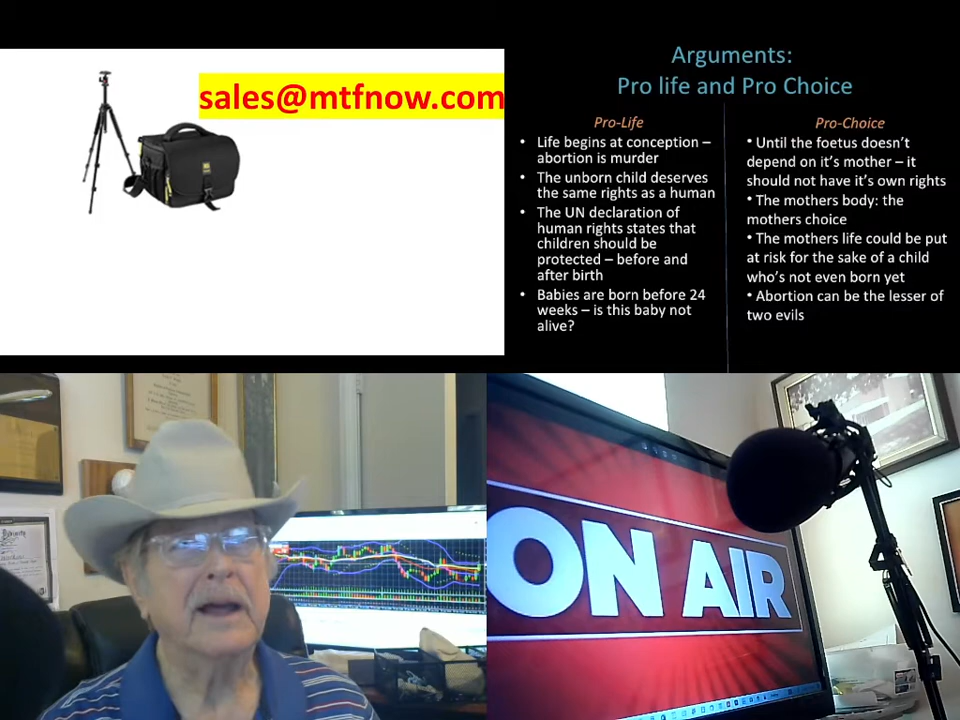 sales@mtfnow.com
Arguments:
Pro life and Pro Choice
Pro-Life
• Life begins at conception –
abortion is murder
• The unborn child deserves
the same rights as a human
• The UN declaration of
human rights states that
children should be
protected – before and
after birth
• Babies are born before 24
weeks – is this baby not
alive?
Pro-Choice
• Until the foetus doesn't
depend on it's mother – it
should not have it's own rights
• The mothers body: the
mothers choice
• The mothers life could be put
at risk for the sake of a child
who's not even born yet
• Abortion can be the lesser of
two evils
ON AIR